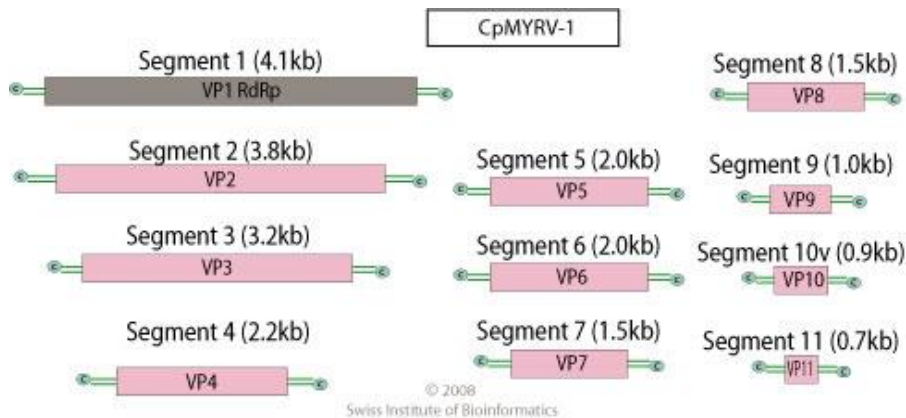 CpMYRV-1
Segment 1 (4.1kb)
VP1 RdRp
Segment 2 (3.8kb)
VP2
Segment 3 (3.2kb)
VP3
Segment 4 (2.2kb)
VP4
Segment 5 (2.0kb)
VP5
Segment 6 (2.0kb)
VP6
Segment 7 (1.5kb)
VP7
Segment 8 (1.5kb)
VP8
Segment 9 (1.0kb)
VP9
Segment 10v (0.9kb)
VP10
Segment 11 (0.7kb)
VP11
© 2008
Swiss Institute of Bioinformatics